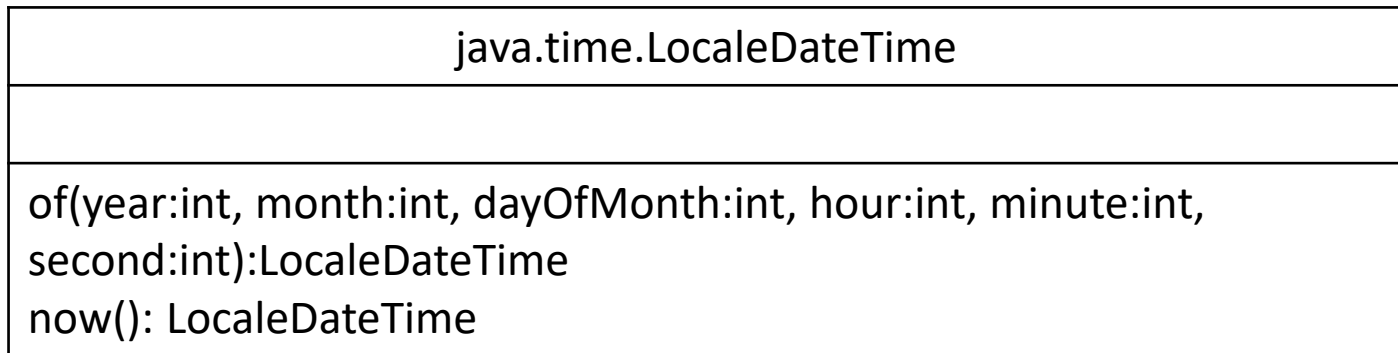 java.time.LocaleDateTime
of(year:int, month:int, dayOfMonth:int, hour:int, minute:int,
second:int):LocaleDateTime
now(): LocaleDateTime